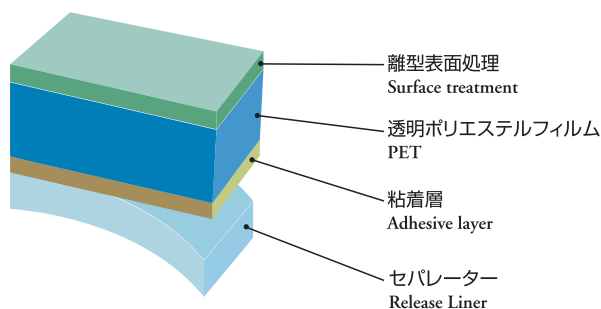 離型表面処理
Surface treatment
透明ポリエステルフィルム
PET
粘着層
Adhesive layer
セパレーター
Release Liner